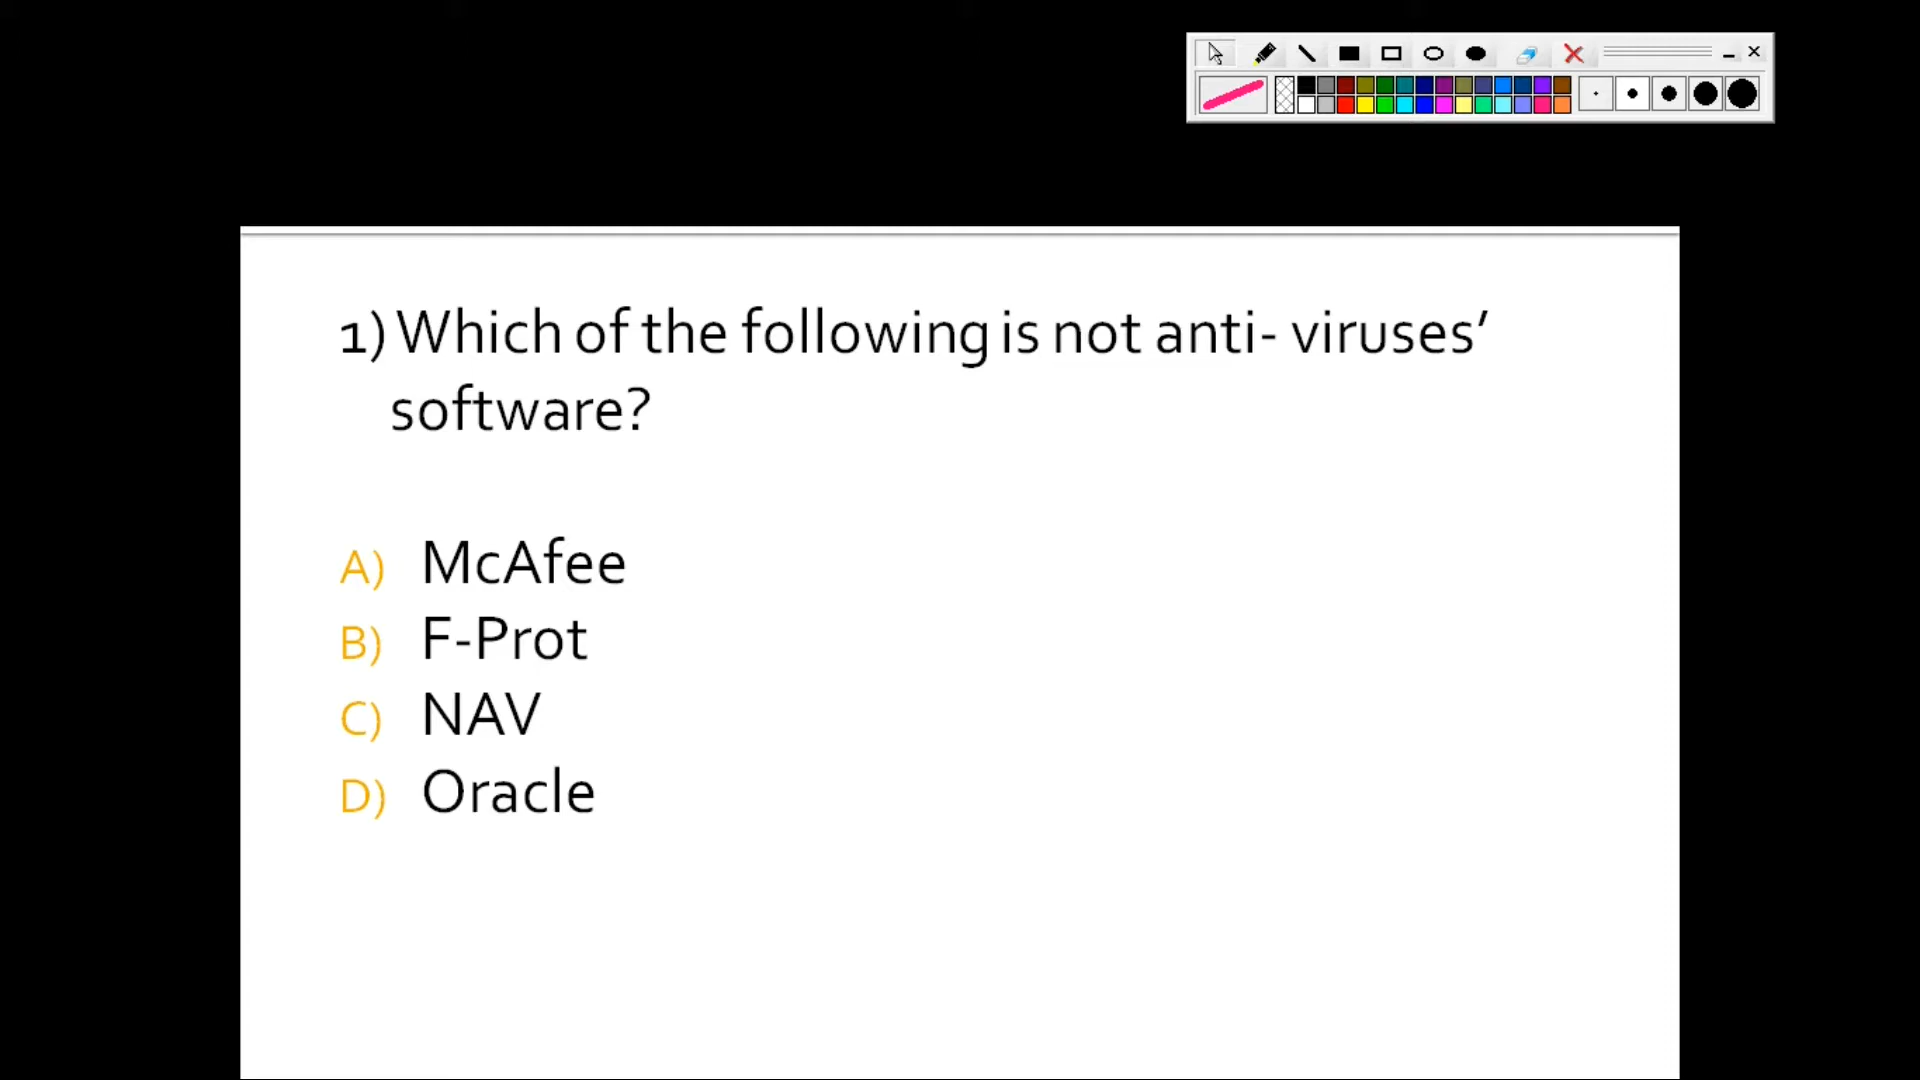 1) Which of the following is not anti- viruses’
software?
A) McAfee
B) F-Prot
C) NAV
D) Oracle